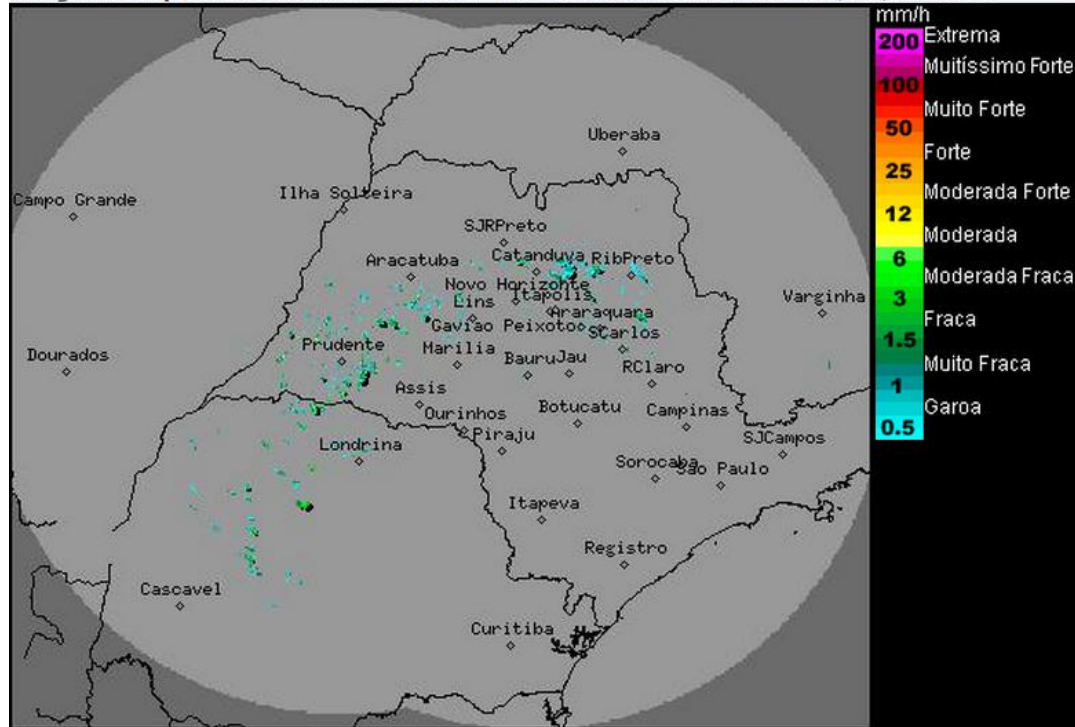 mm/h
200 Extrema
Muitíssimo Forte
100
Muito Forte
50
Forte
25
Moderada Forte
12
Moderada
6
Moderada Fraca
3
Fraca
1.5
Muito Fraca
1
Garoa
0.5
Uberaba
Ilha Solteira
Campo Grande
SJRPreto
Catanduva RibPreto
Aracatuba
Novo Horizonte
Lins Itapolis
Varginha
Araraquara
Gaviao Peixoto
SCarlos
Prudente
Marilia
Dourados
Bauru Jau
RClaro
Assis
Ourinhos
Botucatu
Campinas
Piraju
Londrina
SJCampos
Sorocaba
Sao Paulo
Itapeva
Registro
Cascavel
Curitiba